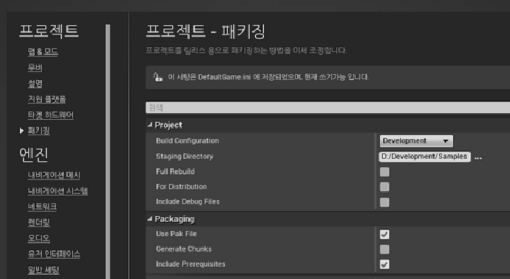 프로젝트
맵 & 모드
무비
설명
지원 플랫폼
타겟 하드웨어
패키징
엔진
내비게이션 메시
내비게이션 시스템
네트워크
렌더링
오디오
유저 인터페이스
일반 세팅
프로젝트 - 패키징
프로젝트를 릴리즈 용으로 패키징하는 방법을 미세 조정합니다.
이 세팅은 DefaultGame.ini 에 저장되었으며, 현재 쓰기가능 입니다.
검색
Project
Build Configuration Development
Staging Directory D:/Development/Samples ...
Full Rebuild
For Distribution
Include Debug Files
Packaging
Use Pak File
Generate Chunks
Include Prerequisites